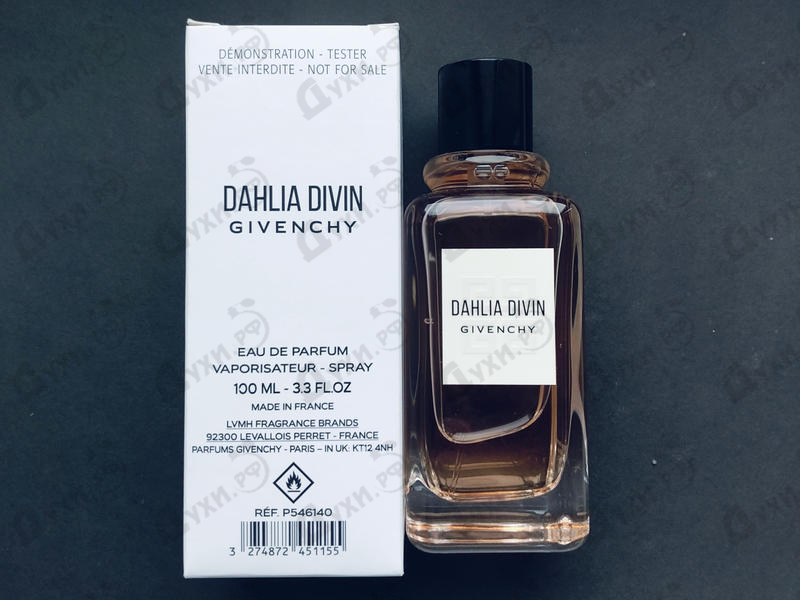 DÉMONSTRATION - TESTER
VENTE INTERDITE - NOT FOR SALE
DAHLIA DIVIN
GIVENCHY
EAU DE PARFUM
VAPORISATEUR - SPRAY
100 ML - 3.3 FL.OZ
MADE IN FRANCE
LVMH FRAGRANCE BRANDS
92300 LEVALLOIS PERRET - FRANCE
PARFUMS GIVENCHY - PARIS – IN UK: KT12 4NH
RÉF. P546140
3 274872 451155
DAHLIA DIVIN
GIVENCHY
Духи.рф